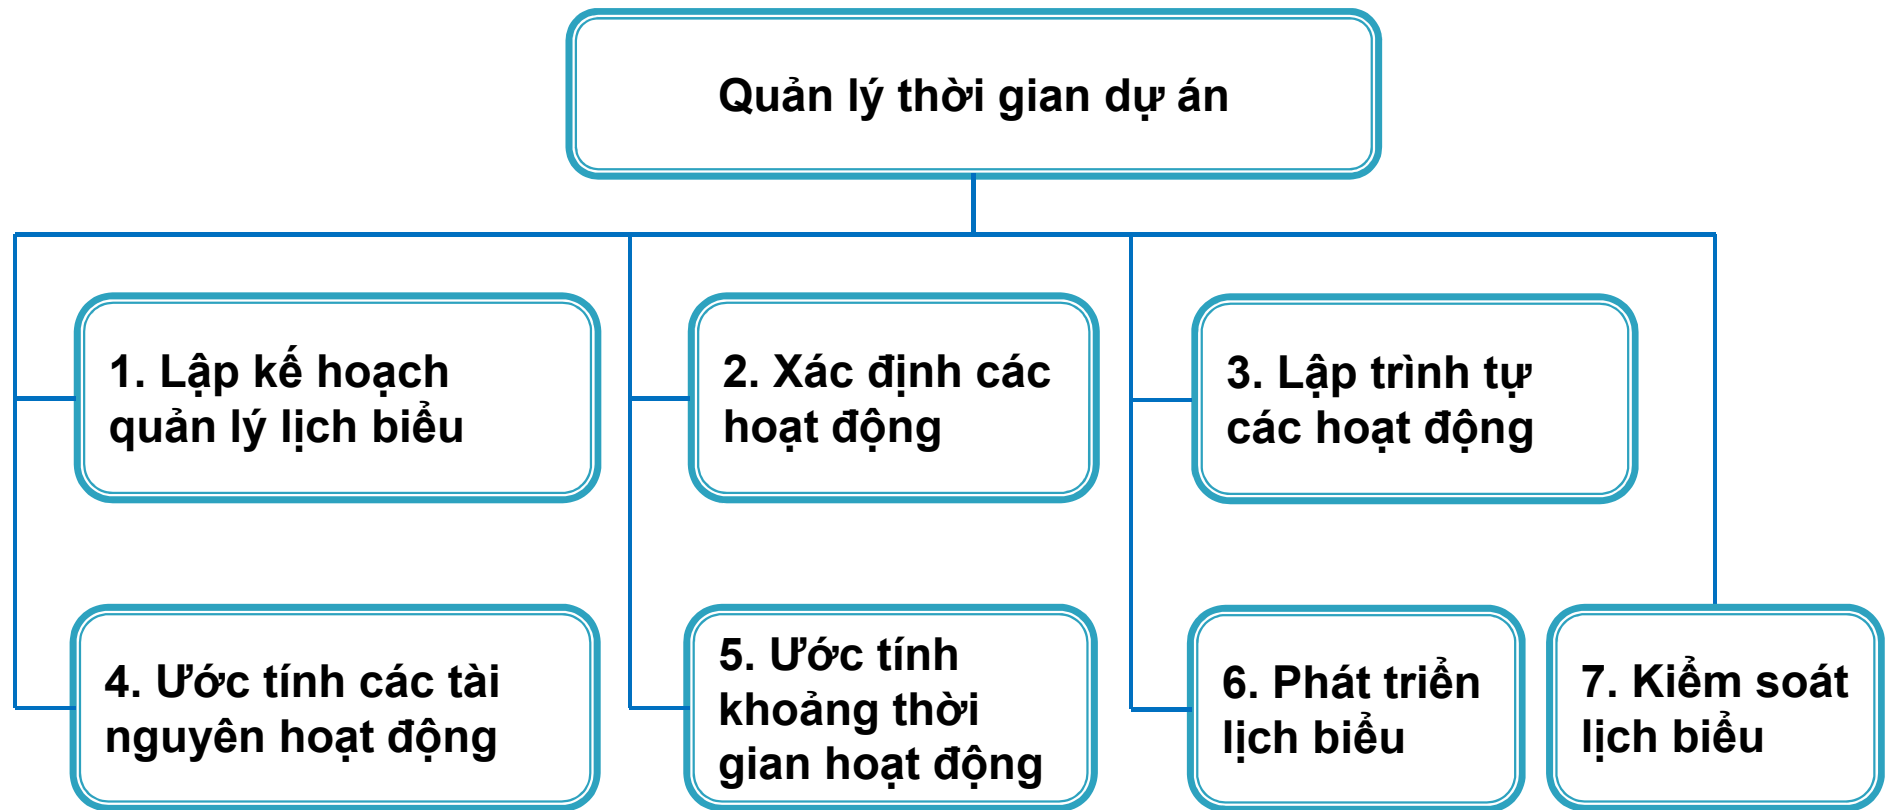 Quản lý thời gian dự án
1. Lập kế hoạch
quản lý lịch biểu
2. Xác định các
hoạt động
3. Lập trình tự
các hoạt động
4. Ước tính các tài
nguyên hoạt động
5. Ước tính
khoảng thời
gian hoạt động
6. Phát triển
lịch biểu
7. Kiểm soát
lịch biểu